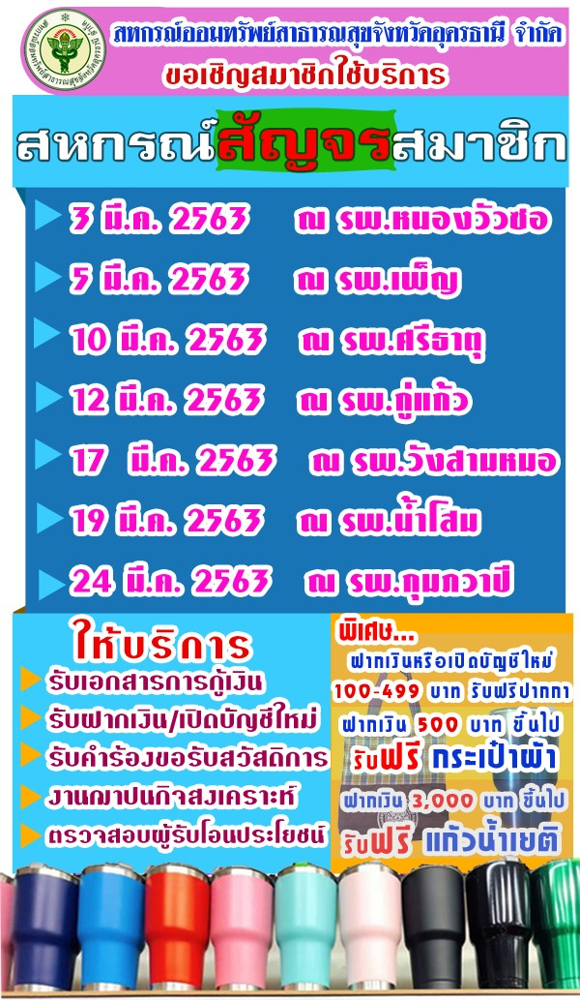 สหกรณ์ออมทรัพย์สาธารณสุขจังหวัดอุดรธานี จำกัด
ขอเชิญสมาชิกใช้บริการ
สหกรณ์สัญจรสมาชิก
3 มี.ค. 2563 ณ รพ.หนองวัวซอ
5 มี.ค. 2563 ณ รพ.เพ็ญ
10 มี.ค. 2563 ณ รพ.ศรีธาตุ
12 มี.ค. 2563 ณ รพ.กู่แก้ว
17 มี.ค. 2563 ณ รพ.วังสามหมอ
19 มี.ค. 2563 ณ รพ.น้ำโสม
24 มี.ค. 2563 ณ รพ.กุมภวาปี
ให้บริการ
รับเอกสารการกู้เงิน
รับฝากเงิน/เปิดบัญชีใหม่
รับคำร้องขอรับสวัสดิการ
งานฌาปนกิจสงเคราะห์
ตรวจสอบผู้รับโอนประโยชน์
พิเศษ...
ฝากเงินหรือเปิดบัญชีใหม่
100-499 บาท รับฟรีปากกา
ฝากเงิน 500 บาท ขึ้นไป
รับฟรี กระเป๋าผ้า
ฝากเงิน 3,000 บาท ขึ้นไป
รับฟรี แก้วน้ำเยติ